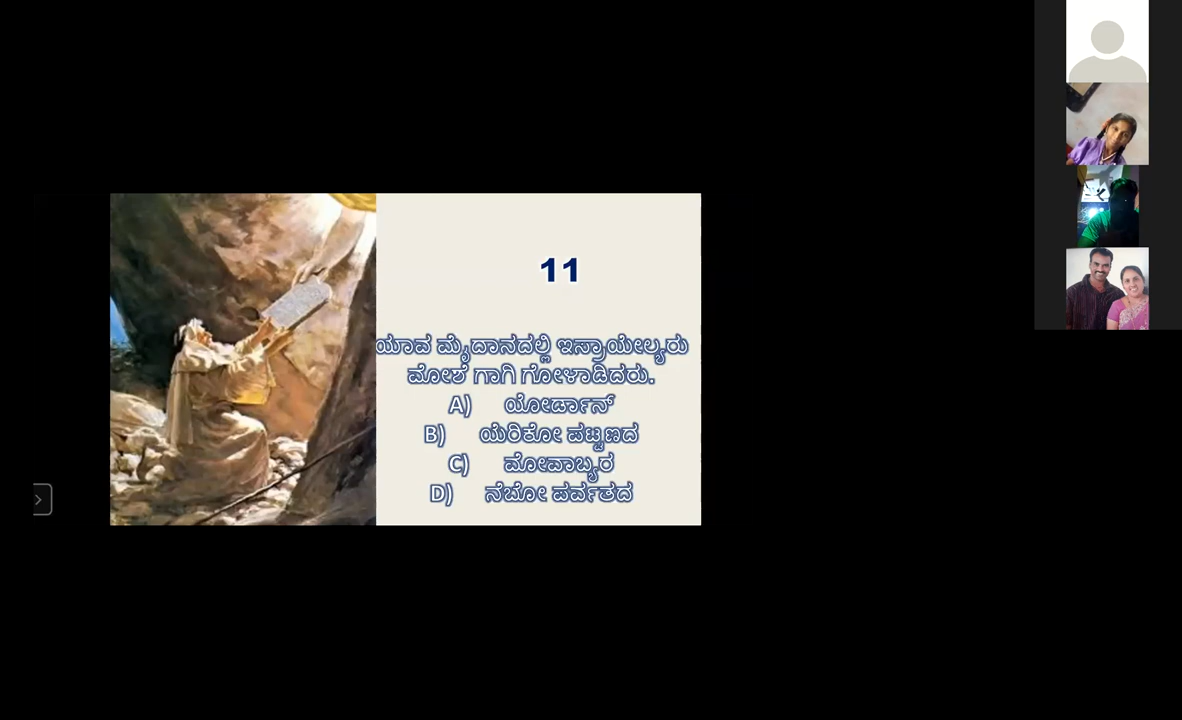 11
ಯಾವ ಮೈದಾನದಲ್ಲಿ ಇಸ್ರಾಯೇಲ್ಯರು
ಮೋಶೆ ಗಾಗಿ ಗೋಳಾಡಿದರು.
A) ಯೋರ್ಡಾನ್
B) ಯೆರಿಕೋ ಪಟ್ಟಣದ
C) ಮೋವಾಬ್ಯರ
D) ನೆಬೋ ಪರ್ವತದ